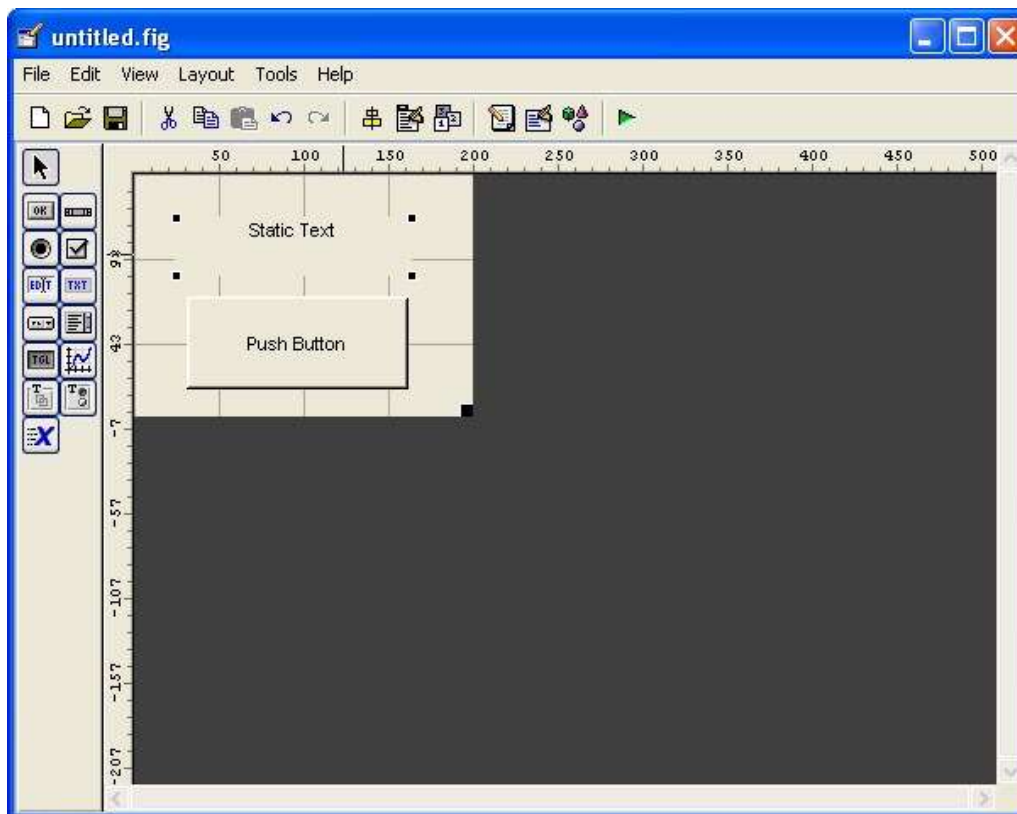 untitled.fig
File Edit View Layout Tools Help
50 100 150 200 250 300 350 400 450 500
OK
EDIT TXT
TGL
T T
X
Static Text
Push Button
93
43
-7
-57
-107
-157
-207